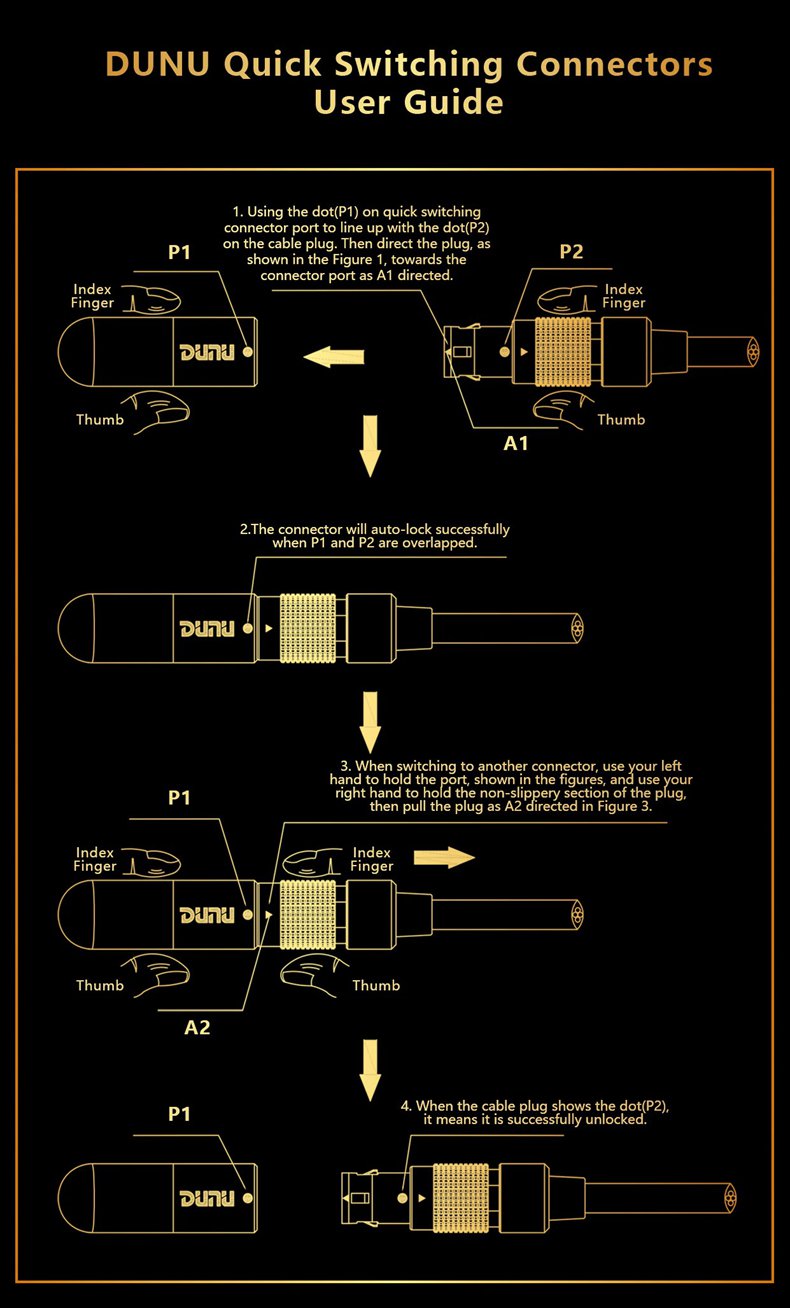 DUNU Quick Switching Connectors
User Guide
1. Using the dot(P1) on quick switching
connector port to line up with the dot(P2)
on the cable plug. Then direct the plug, as
shown in the Figure 1, towards the
connector port as A1 directed.
P1
P2
Index
Finger
Index
Finger
DUNU
Thumb
Thumb
A1
2.The connector will auto-lock successfully
when P1 and P2 are overlapped.
DUNU
3. When switching to another connector, use your left
hand to hold the port, shown in the figures, and use your
right hand to hold the non-slippery section of the plug,
then pull the plug as A2 directed in Figure 3.
P1
Index
Finger
Index
Finger
DUNU
Thumb
Thumb
A2
4. When the cable plug shows the dot(P2),
it means it is successfully unlocked.
P1
DUNU